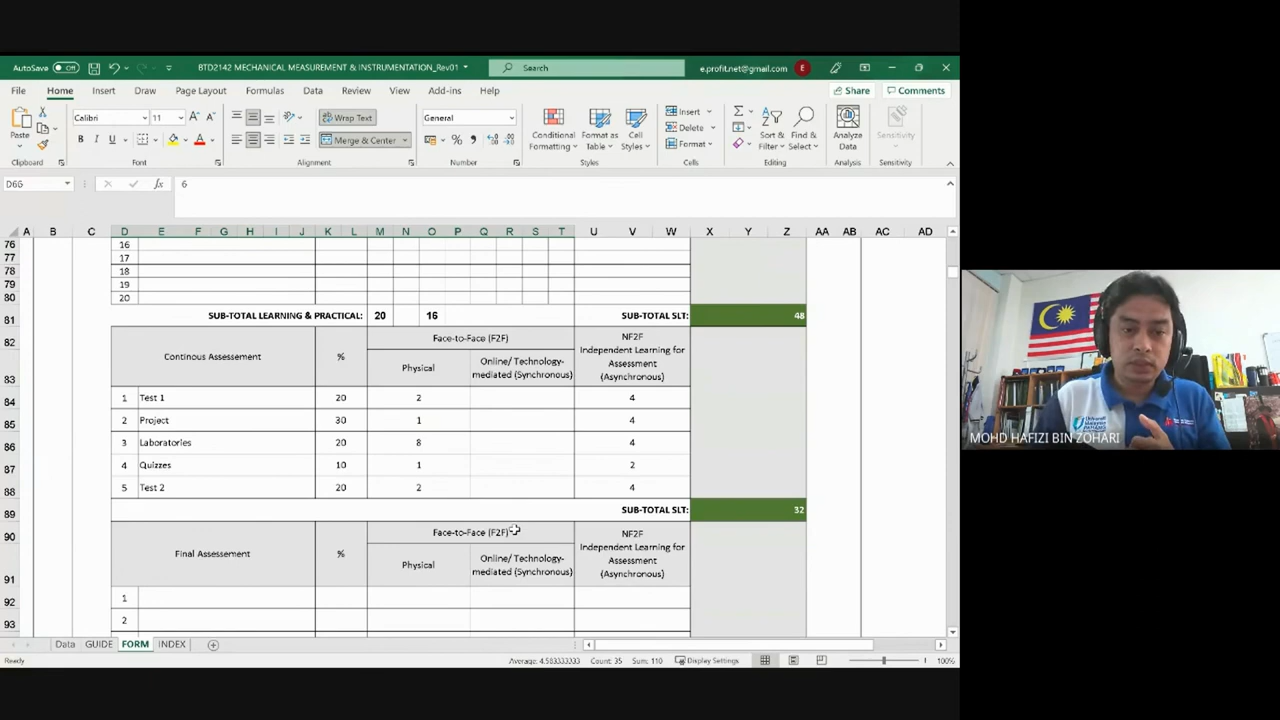 AutoSave Off BTD2142 MECHANICAL MEASUREMENT & INSTRUMENTATION_Rev01 Search e.profit.net@gmail.com E
File Home Insert Draw Page Layout Formulas Data Review View Add-ins Help Share Comments
Paste Calibri 11 Wrap Text General Conditional Formatting Format as Table Cell Styles Insert Sort & Filter Find & Select Analyze Data Sensitivity
B I U Merge & Center % Delete
Format
Clipboard Font Alignment Number Styles Cells Editing Analysis Sensitivity
D66 fx 6
A B C D E F G H I J K L M N O P Q R S T U V W X Y Z AA AB AC AD
76 16
77 17
78 18
79 19
80 20
81 SUB-TOTAL LEARNING & PRACTICAL: 20 16 SUB-TOTAL SLT: 48
82 Continous Assessement % Face-to-Face (F2F) NF2F
Independent Learning for
Assessment
(Asynchronous)
83 Physical Online/ Technology-
mediated (Synchronous)
84 1 Test 1 20 2 4
85 2 Project 30 1 4
86 3 Laboratories 20 8 4
87 4 Quizzes 10 1 2
88 5 Test 2 20 2 4
89 SUB-TOTAL SLT: 32
90 Final Assessement % Face-to-Face (F2F) NF2F
Independent Learning for
Assessment
(Asynchronous)
91 Physical Online/ Technology-
mediated (Synchronous)
92 1
93 2
Data GUIDE FORM INDEX
Ready Average: 4.583333333 Count: 35 Sum: 110 Display Settings 100%
Universiti
Malaysia
PAHANG
MOHD HAFIZI BIN ZOHARI